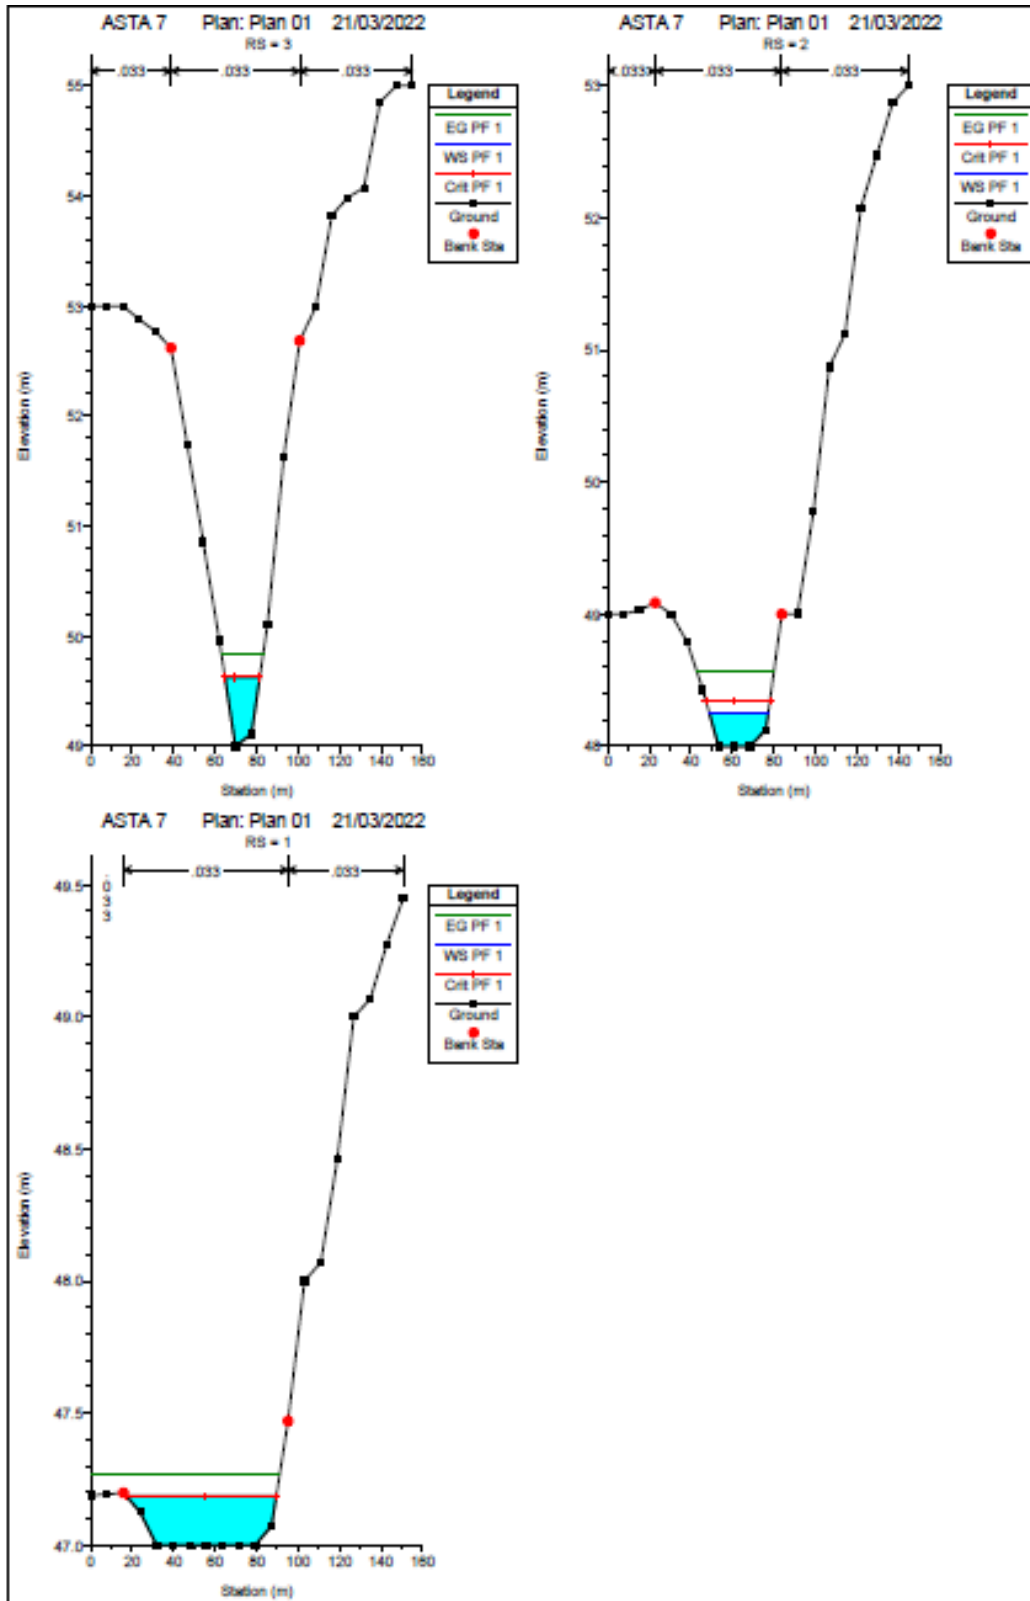 ASTA 7 Plan: Plan 01 21/03/2022
RS = 3
.033 .033 .033
Legend
EG PF 1
WS PF 1
Crit PF 1
Ground
Bank Sta
Elevation (m)
55
54
53
52
51
50
49
0 20 40 60 80 100 120 140 160
Station (m)
ASTA 7 Plan: Plan 01 21/03/2022
RS = 2
.033 .033 .033
Legend
EG PF 1
Crit PF 1
WS PF 1
Ground
Bank Sta
Elevation (m)
53
52
51
50
49
48
0 20 40 60 80 100 120 140 160
Station (m)
ASTA 7 Plan: Plan 01 21/03/2022
RS = 1
.033 .033 .033
Legend
EG PF 1
WS PF 1
Crit PF 1
Ground
Bank Sta
Elevation (m)
49.5
49.0
48.5
48.0
47.5
47.0
0 20 40 60 80 100 120 140 160
Station (m)